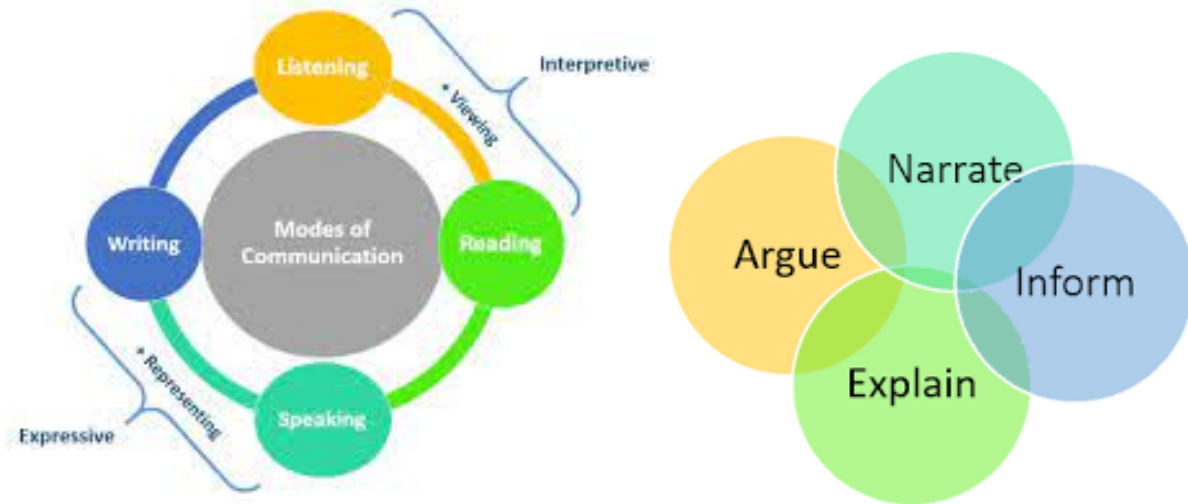 Listening
Interpretive
+ Viewing
Writing
Modes of
Communication
Reading
+ Representing
Speaking
Expressive
Narrate
Argue
Inform
Explain